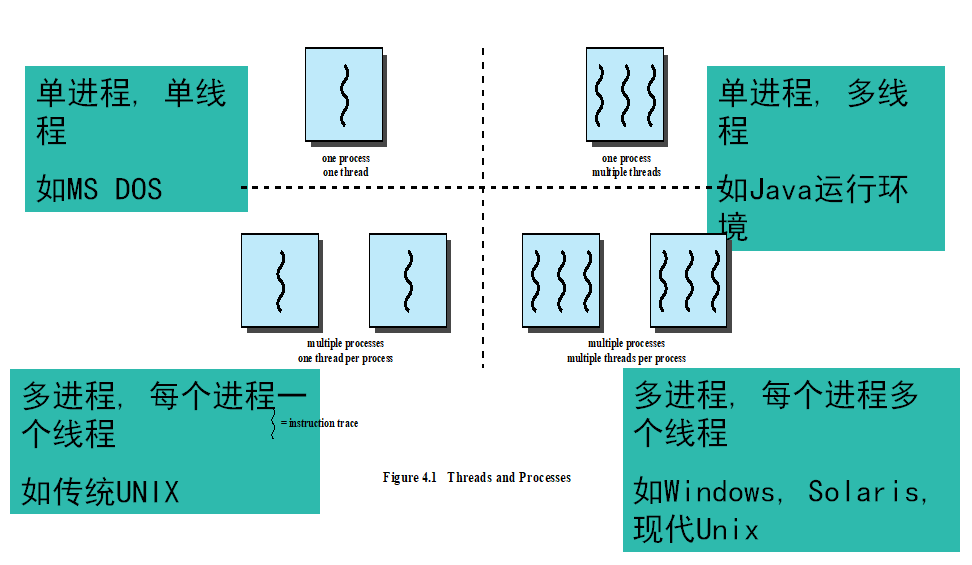 单进程, 单线
程
如MS DOS
one process
one thread
one process
multiple threads
单进程, 多线
程
如Java运行环
境
multiple processes
one thread per process
multiple processes
multiple threads per process
多进程, 每个进程一
个线程
如传统UNIX
= instruction trace
多进程, 每个进程多
个线程
如Windows, Solaris,
现代Unix
Figure 4.1 Threads and Processes